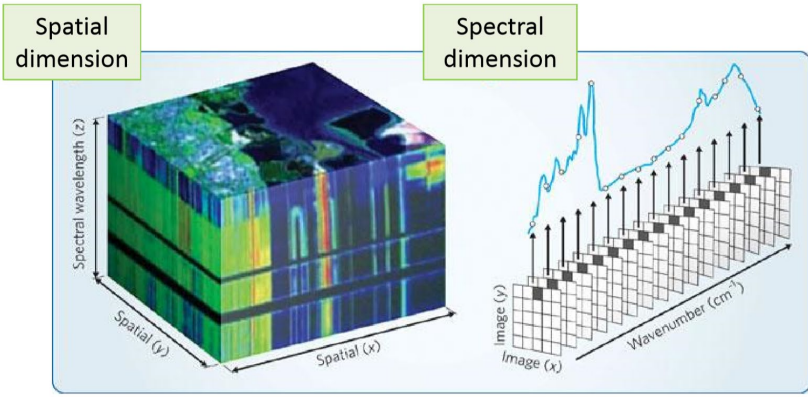 Spatial
dimension
Spectral
dimension
Spectral wavelength (z)
Spatial (y)
Spatial (x)
Image (y)
Image (x)
Wavenumber (cm⁻¹)